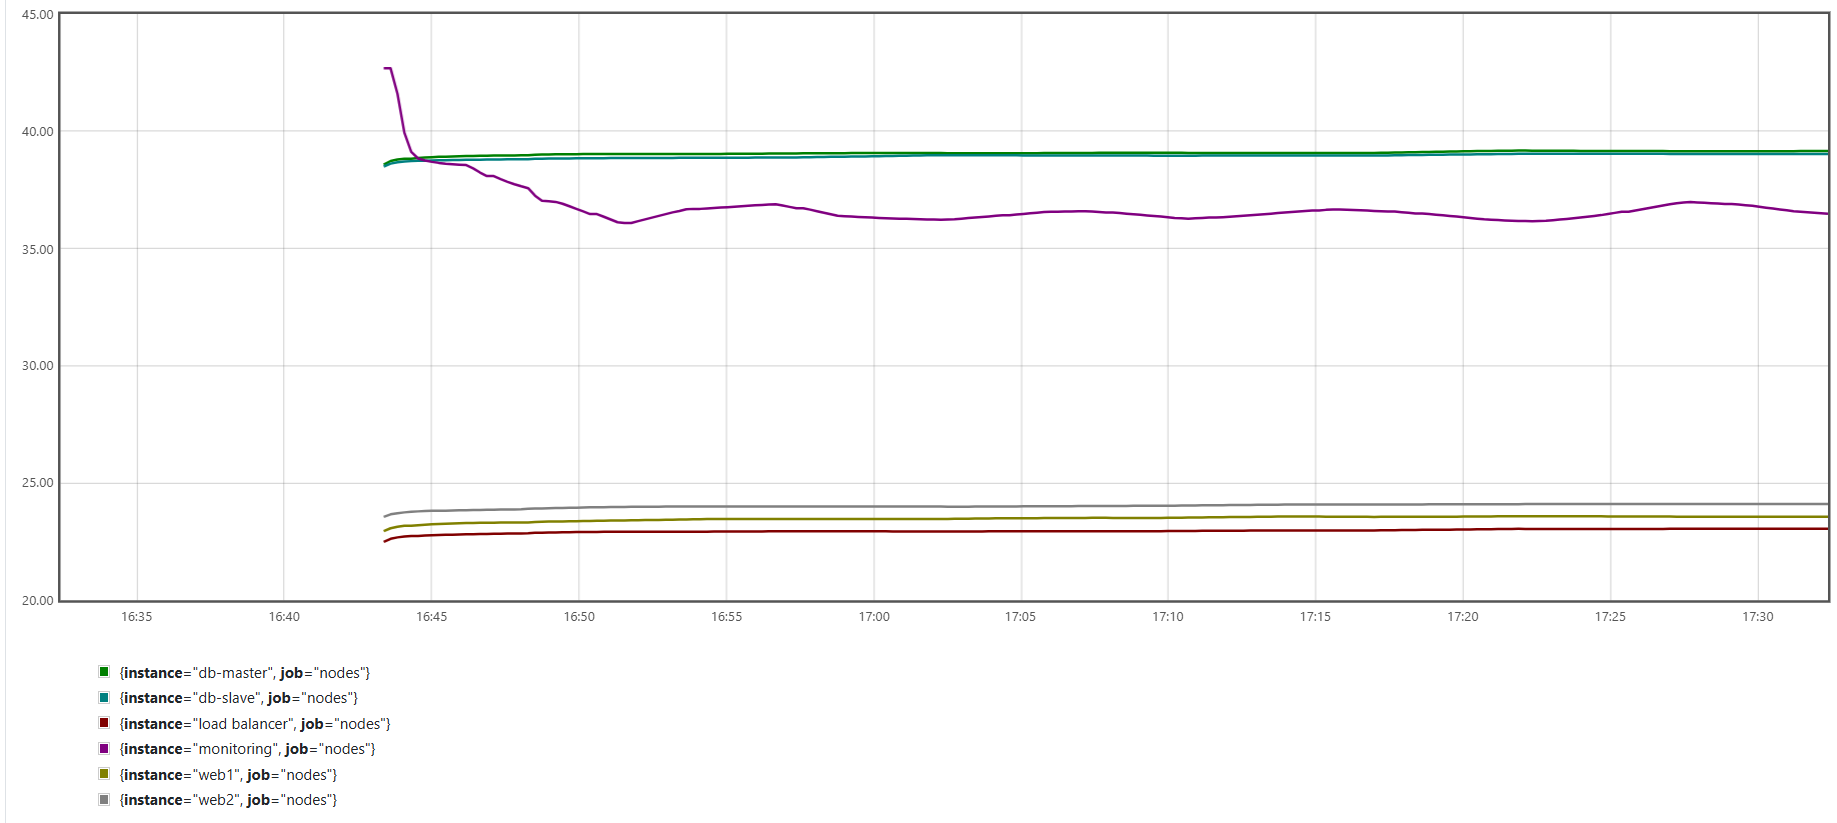 45.00
40.00
35.00
30.00
25.00
20.00
16:35 16:40 16:45 16:50 16:55 17:00 17:05 17:10 17:15 17:20 17:25 17:30
{instance="db-master", job="nodes"}
{instance="db-slave", job="nodes"}
{instance="load balancer", job="nodes"}
{instance="monitoring", job="nodes"}
{instance="web1", job="nodes"}
{instance="web2", job="nodes"}